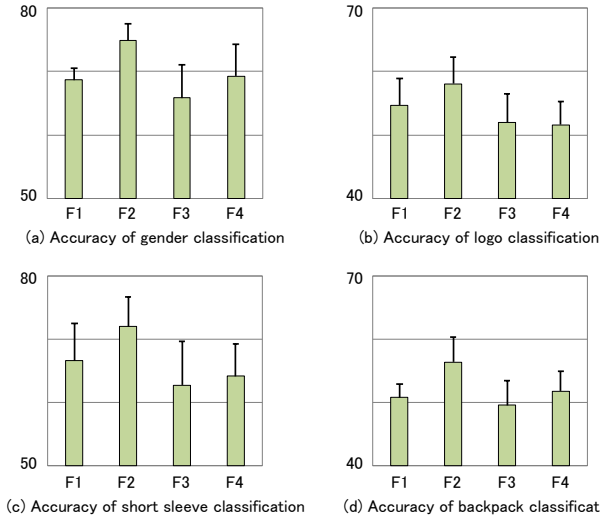 80
50
F1 F2 F3 F4
(a) Accuracy of gender classification
70
40
F1 F2 F3 F4
(b) Accuracy of logo classification
80
50
F1 F2 F3 F4
(c) Accuracy of short sleeve classification
70
40
F1 F2 F3 F4
(d) Accuracy of backpack classificat